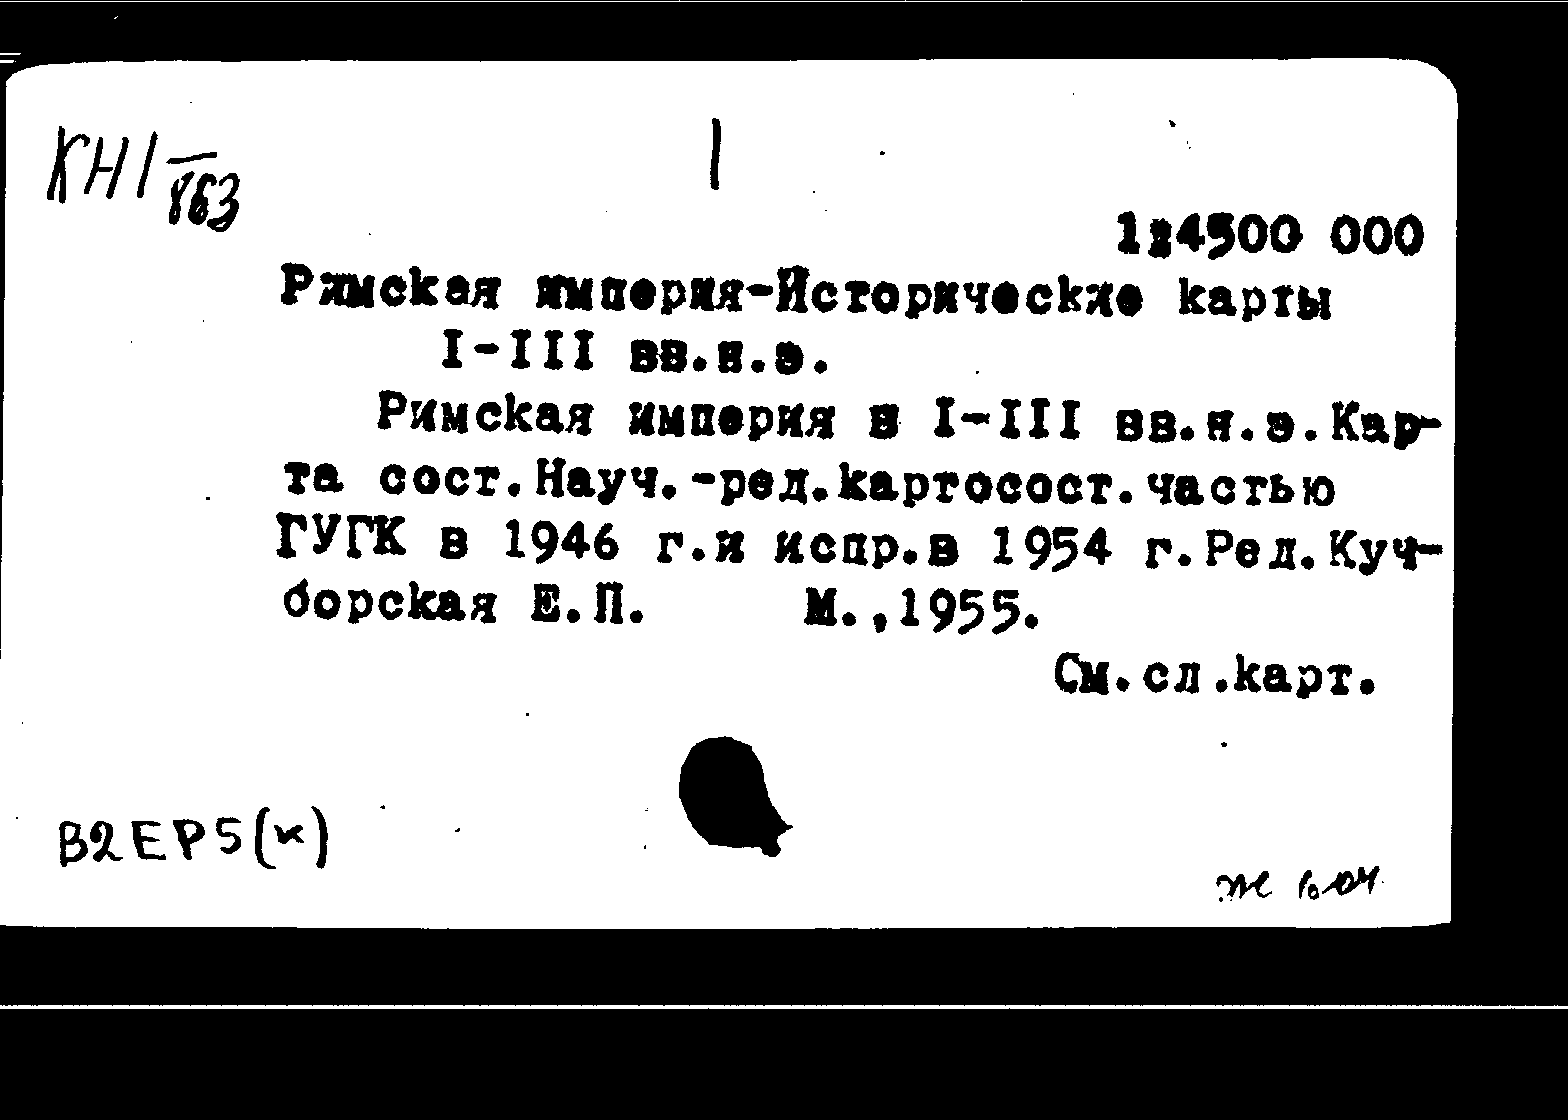 КН I
863
1
1:4500 000
Римская империя-Исторические карты
I-III вв.н.э.
Римская империя в I-III вв.н.э.Кар-
та сост.Науч.-ред.картосост.частью
ГУГК в 1946 г.и испр.в 1954 г.Ред.Куч-
борская Е.П. М.,1955.
См.сл.карт.
В2ЕР5(к)